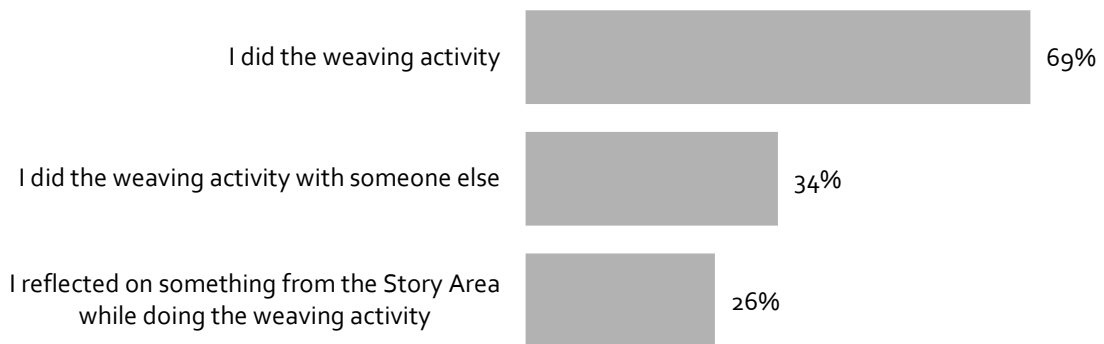 I did the weaving activity
69%
I did the weaving activity with someone else
34%
I reflected on something from the Story Area
while doing the weaving activity
26%